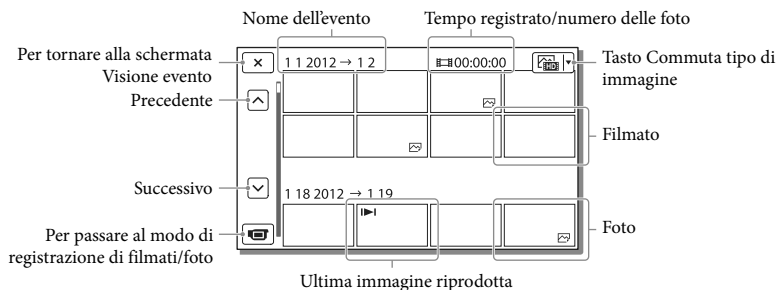 Nome dell'evento
Tempo registrato/numero delle foto
Per tornare alla schermata
Visione evento
1 1 2012 → 1 2
00:00:00
HD
Tasto Commuta tipo di
immagine
Precedente
Filmato
Successivo
1 18 2012 → 1 19
Per passare al modo di
registrazione di filmati/foto
Foto
Ultima immagine riprodotta